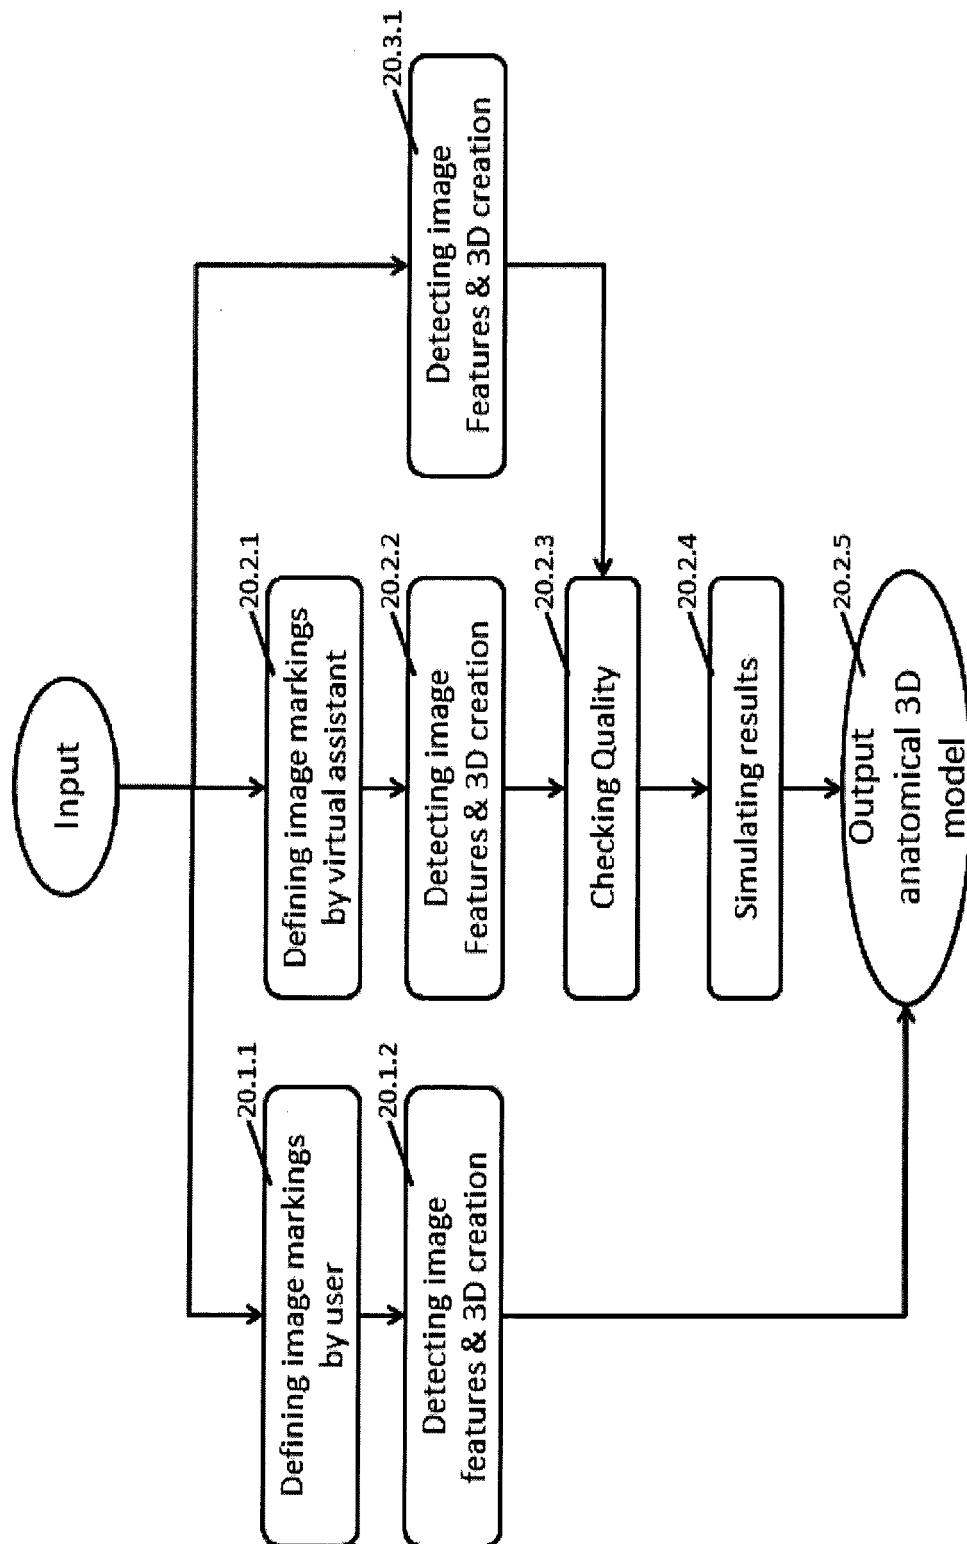 Input
20.1.1
Defining image markings
by user
20.1.2
Detecting image
features & 3D creation
20.2.1
Defining image markings
by virtual assistant
20.2.2
Detecting image
Features & 3D creation
20.2.3
Checking Quality
20.2.4
Simulating results
20.2.5
Output
anatomical 3D
model
20.3.1
Detecting image
Features & 3D creation